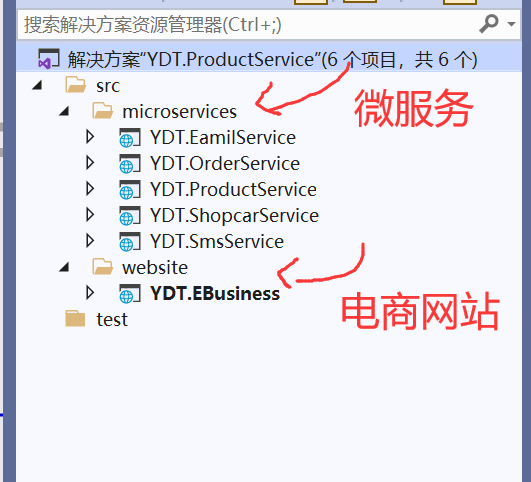 搜索解决方案资源管理器(Ctrl+;)
解决方案"YDT.ProductService"(6 个项目，共 6 个)
src
microservices
微服务
YDT.EamilService
YDT.OrderService
YDT.ProductService
YDT.ShopcarService
YDT.SmsService
website
YDT.EBusiness
电商网站
test